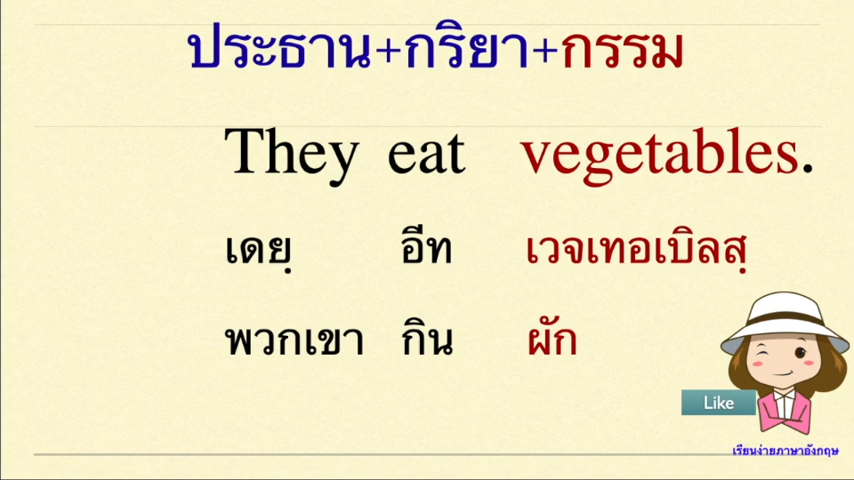 ประธาน+กริยา+กรรม
They eat vegetables.
เดยฺ อีท เวจเทอเบิลสฺ
พวกเขา กิน ผัก
Like
เรียนง่ายภาษาอังกฤษ